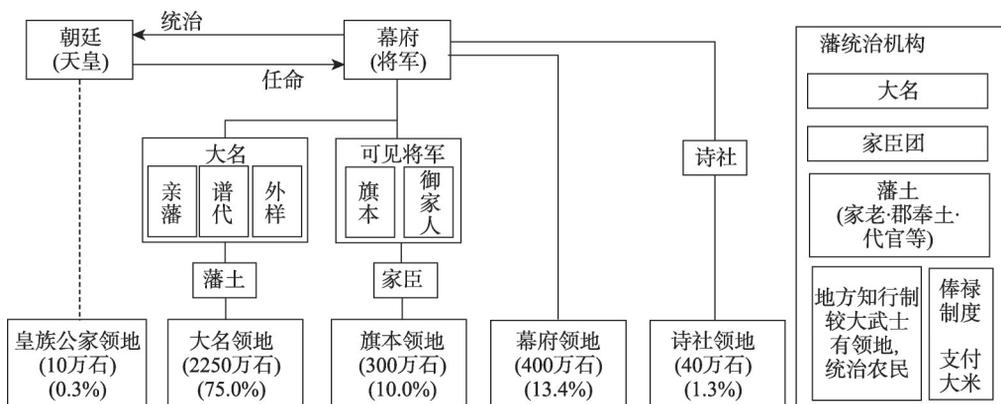 统治
朝廷
(天皇)
幕府
(将军)
任命
大名
亲藩
谱代
外样
可见将军
旗本
御家人
诗社
藩土
家臣
皇族公家领地
(10万石)
(0.3%)
大名领地
(2250万石)
(75.0%)
旗本领地
(300万石)
(10.0%)
幕府领地
(400万石)
(13.4%)
诗社领地
(40万石)
(1.3%)
藩统治机构
大名
家臣团
藩土
(家老·郡奉土·
代官等)
地方知行制
较大武士
有领地,
统治农民
俸禄
制度
支付
大米